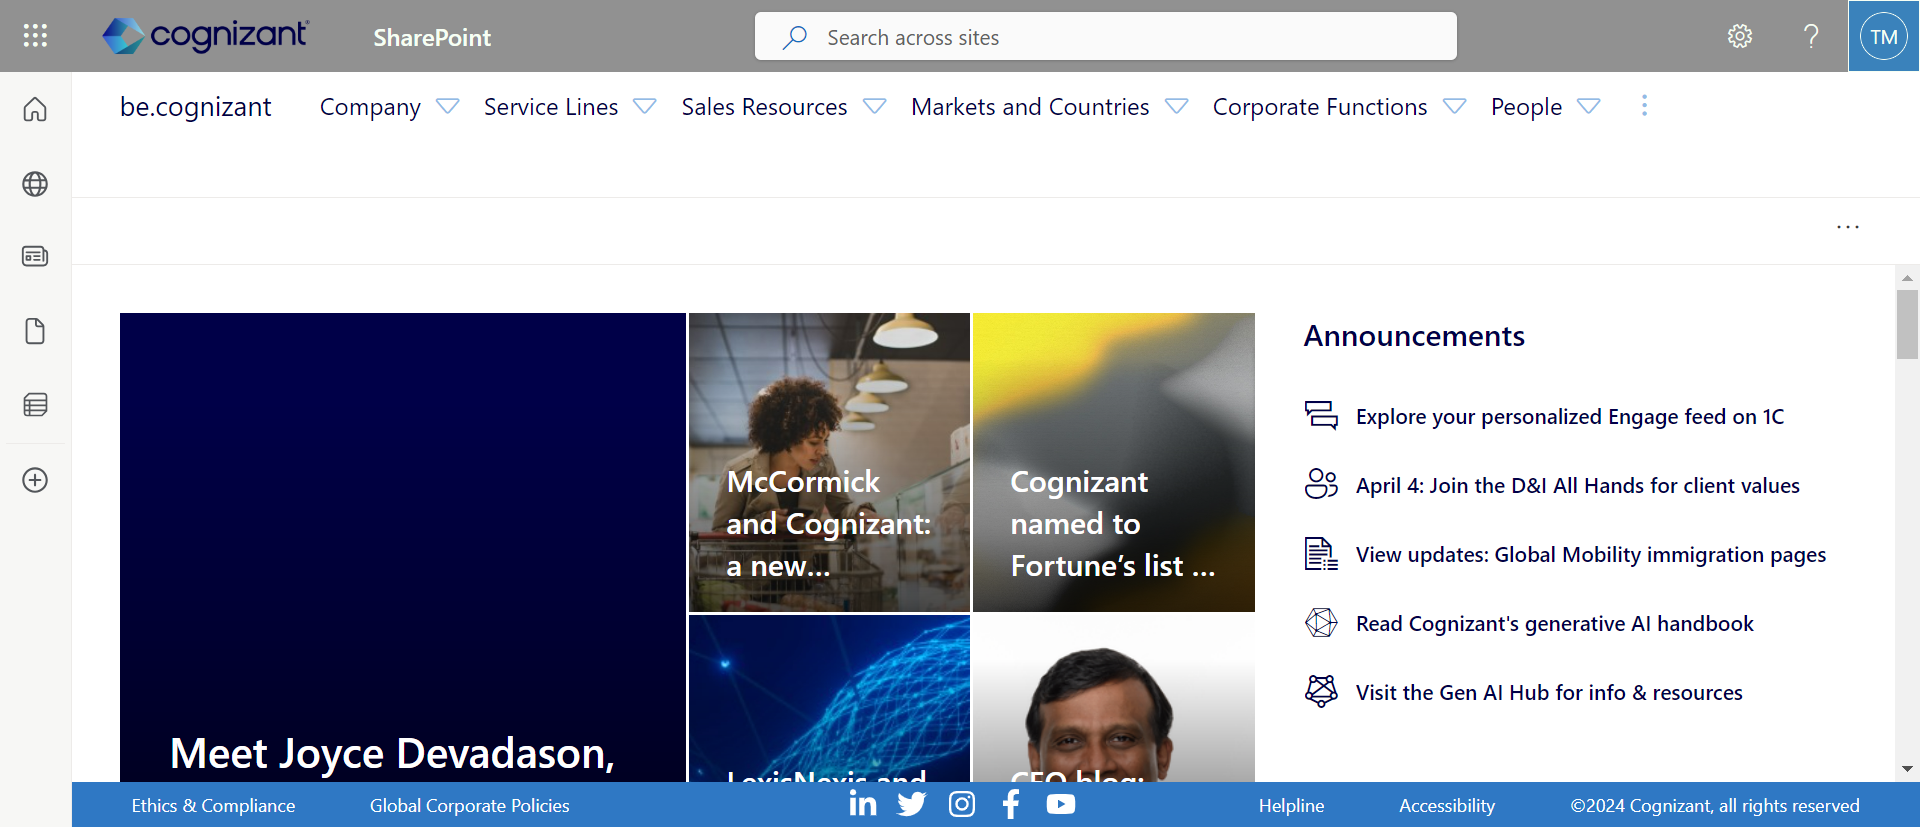 cognizant
SharePoint
Search across sites
TM
be.cognizant
Company
Service Lines
Sales Resources
Markets and Countries
Corporate Functions
People
Meet Joyce Devadason,
McCormick
and Cognizant:
a new...
Cognizant
named to
Fortune’s list ...
LexisNexis and
CEO blog:
Announcements
Explore your personalized Engage feed on 1C
April 4: Join the D&I All Hands for client values
View updates: Global Mobility immigration pages
Read Cognizant's generative AI handbook
Visit the Gen AI Hub for info & resources
Ethics & Compliance
Global Corporate Policies
Helpline
Accessibility
©2024 Cognizant, all rights reserved